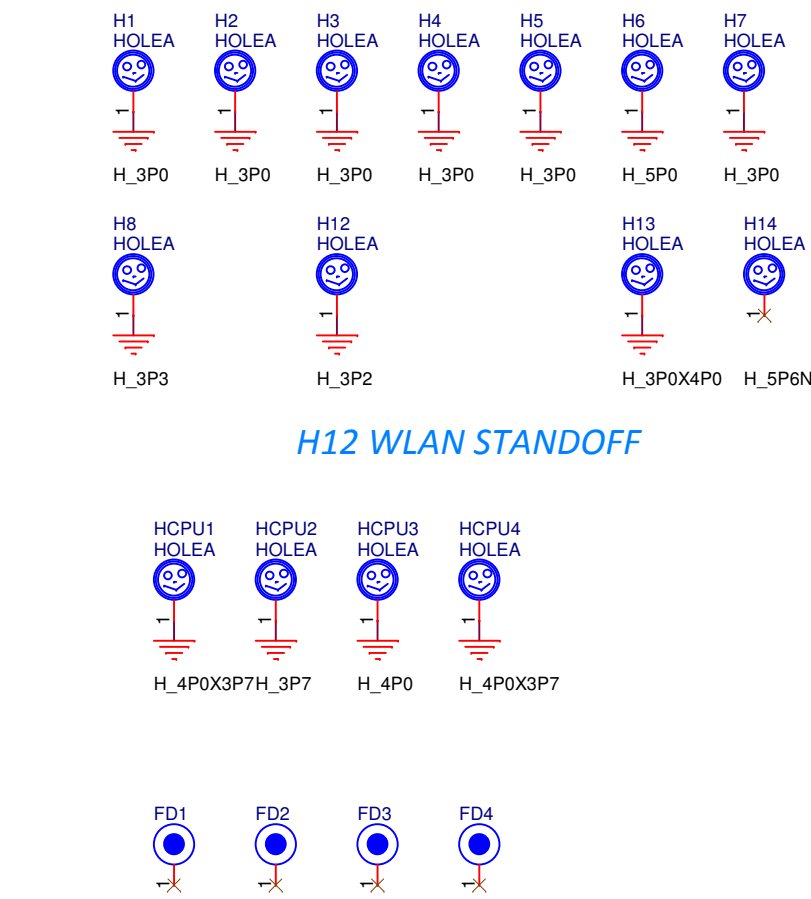 H1 H2 H3 H4 H5 H6 H7
HOLEA HOLEA HOLEA HOLEA HOLEA HOLEA HOLEA
1 1 1 1 1 1 1
H_3P0 H_3P0 H_3P0 H_3P0 H_3P0 H_5P0 H_3P0
H8 H12 H13 H14
HOLEA HOLEA HOLEA HOLEA
1 1 1 1
H_3P3 H_3P2 H_3P0X4P0 H_5P6N
H12 WLAN STANDOFF
HCPU1 HCPU2 HCPU3 HCPU4
HOLEA HOLEA HOLEA HOLEA
1 1 1 1
H_4P0X3P7 H_3P7 H_4P0 H_4P0X3P7
FD1 FD2 FD3 FD4
1 1 1 1